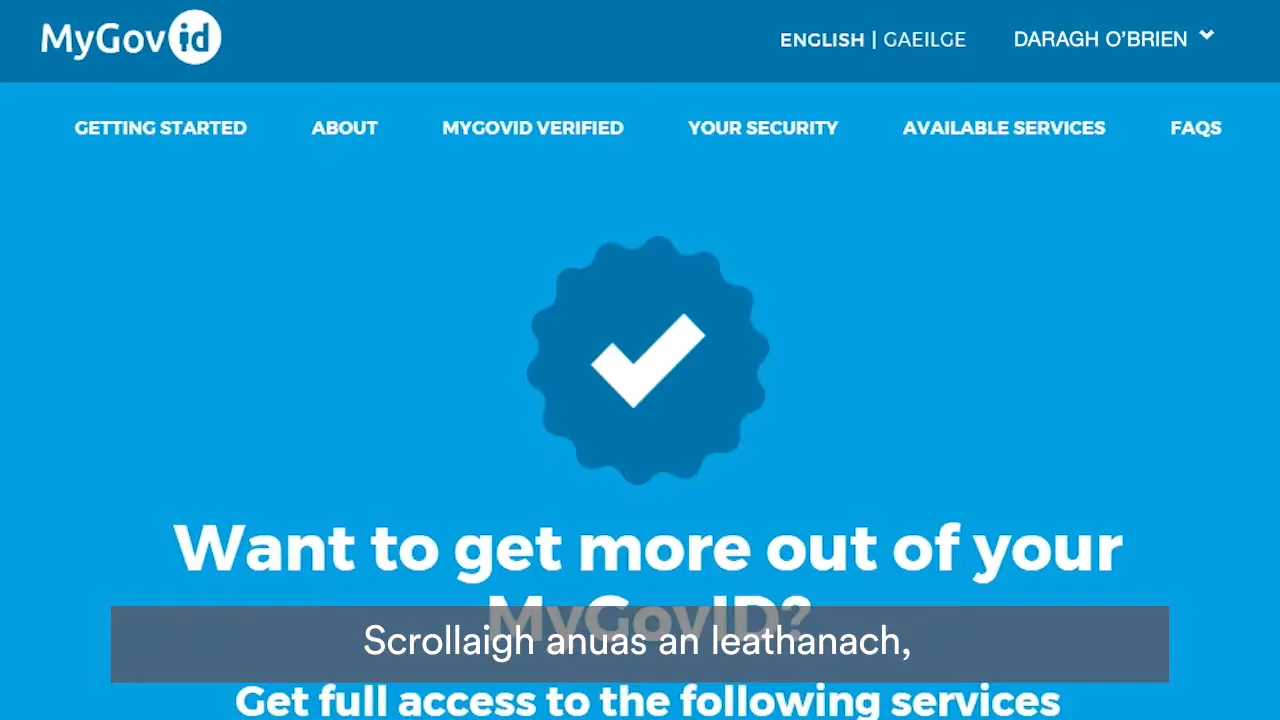 MyGovid
ENGLISH | GAEILGE
DARAGH O'BRIEN
GETTING STARTED
ABOUT
MYGOVID VERIFIED
YOUR SECURITY
AVAILABLE SERVICES
FAQS
Want to get more out of your
MyGovID?
Scrollaigh anuas an leathanach,
Get full access to the following services